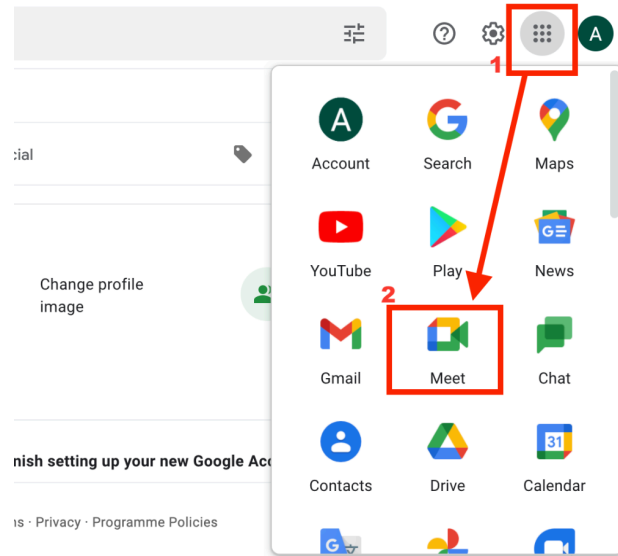 A
1
A
Account
Search
Maps
cial
G
YouTube
Play
News
Change profile
image
2
Gmail
Meet
Chat
31
nish setting up your new Google Acc
Contacts
Drive
Calendar
ns · Privacy · Programme Policies
G